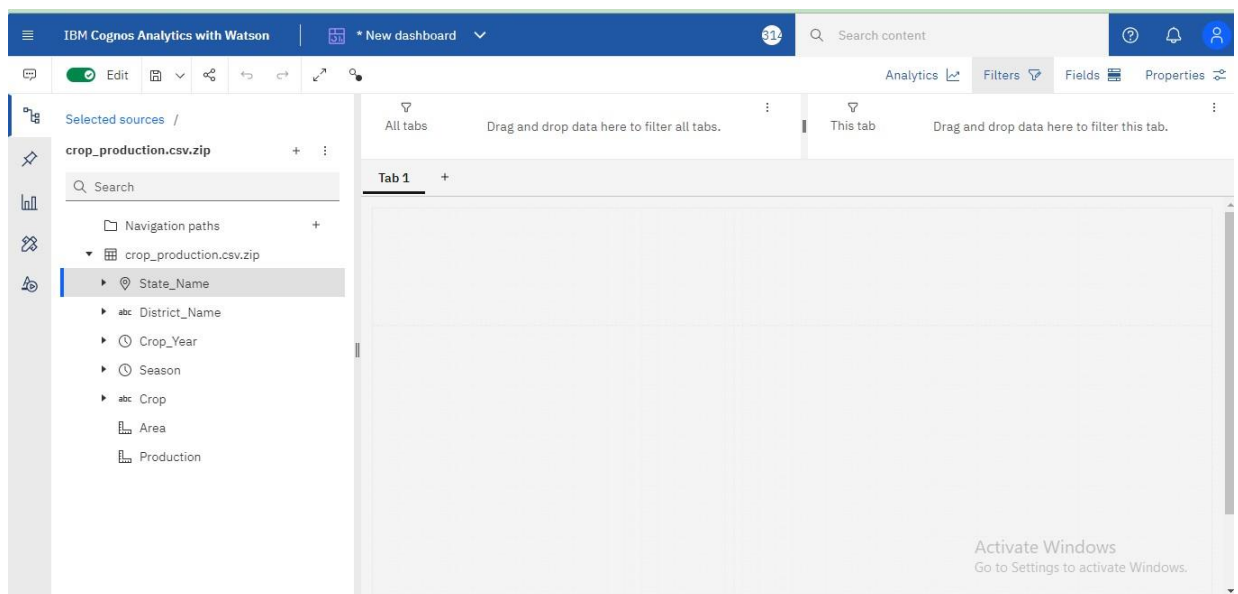 IBM Cognos Analytics with Watson
* New dashboard
314
Search content
Edit
Analytics
Filters
Fields
Properties
Selected sources /
crop_production.csv.zip
Search
Navigation paths
crop_production.csv.zip
State_Name
abc District_Name
Crop_Year
Season
abc Crop
Area
Production
All tabs
Drag and drop data here to filter all tabs.
This tab
Drag and drop data here to filter this tab.
Tab 1
Activate Windows
Go to Settings to activate Windows.